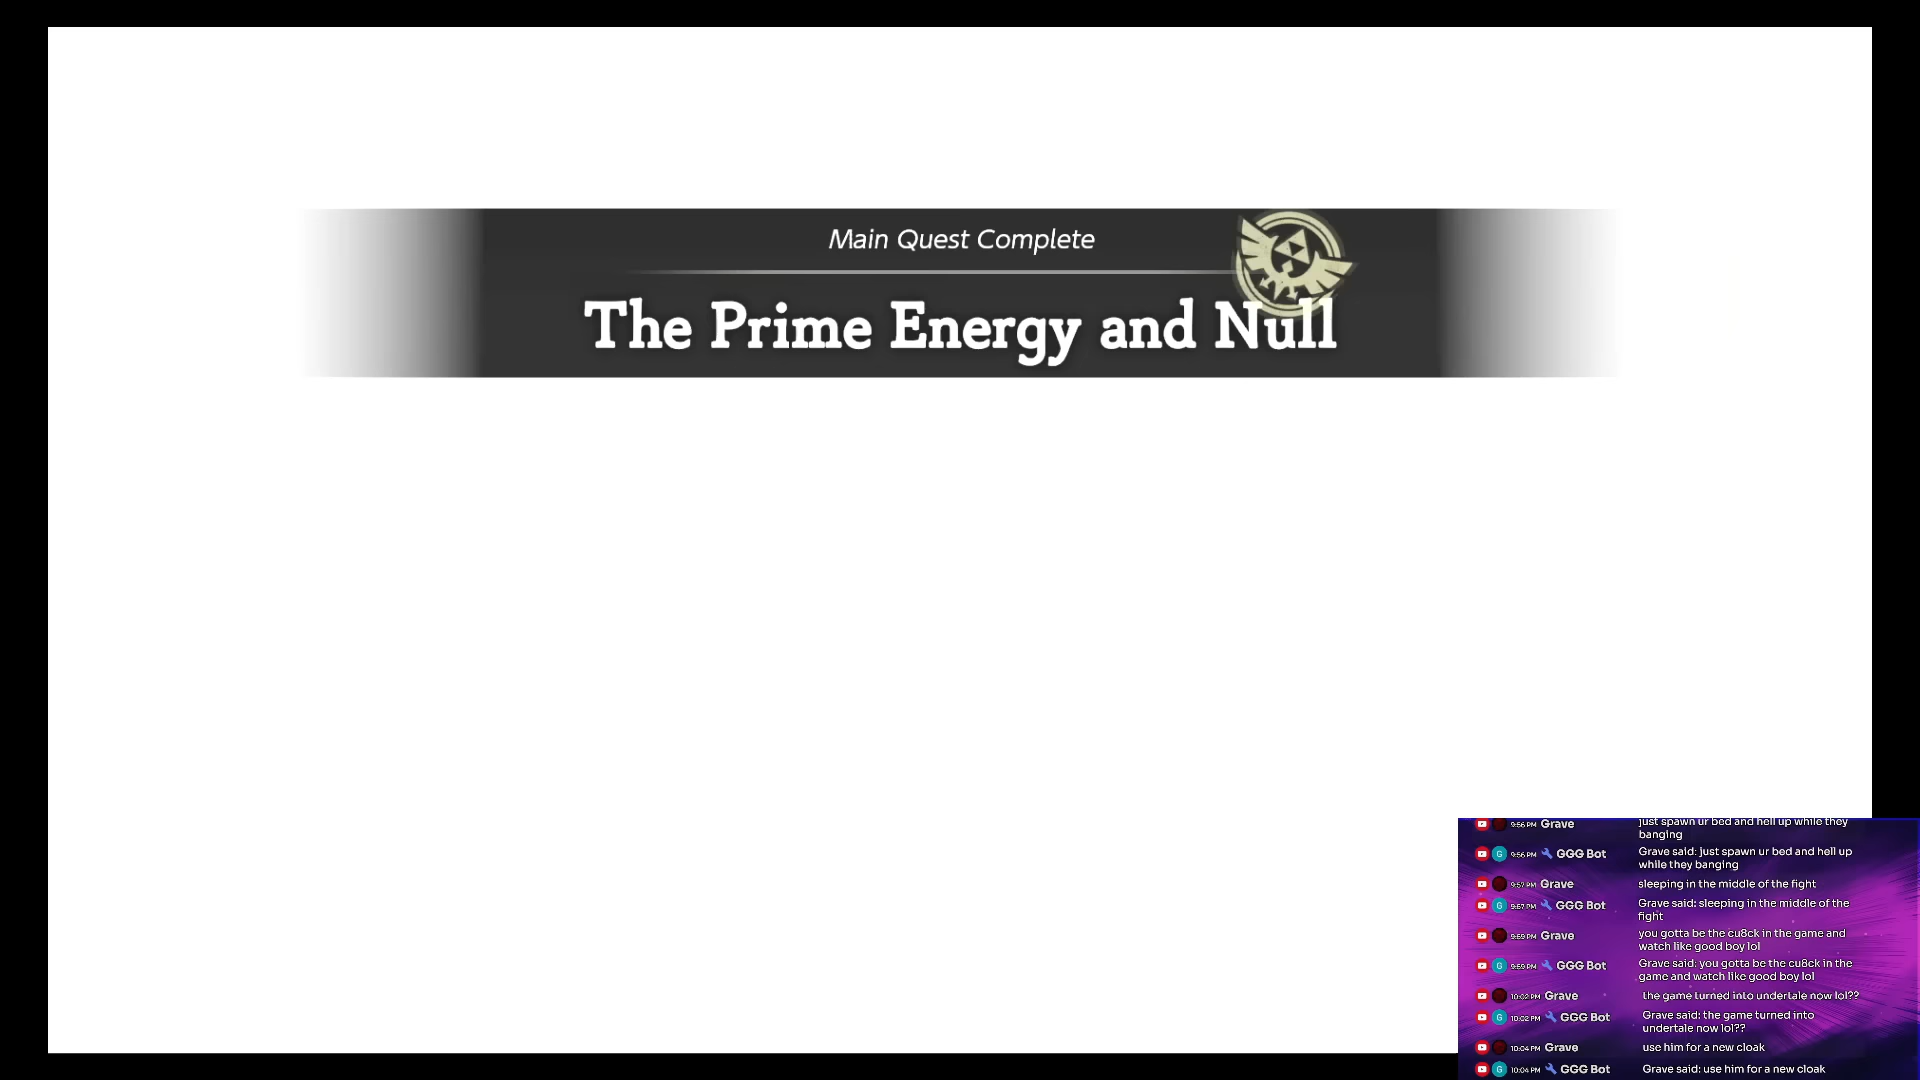 Main Quest Complete
The Prime Energy and Null
9:56 PM Grave just spawn ur bed and hell up while they
banging
9:56 PM GGG Bot Grave said: just spawn ur bed and hell up
while they banging
9:57 PM Grave sleeping in the middle of the fight
9:57 PM GGG Bot Grave said: sleeping in the middle of the
fight
9:59 PM Grave you gotta be the cu8ck in the game and
watch like good boy lol
9:59 PM GGG Bot Grave said: you gotta be the cu8ck in the
game and watch like good boy lol
10:02 PM Grave the game turned into undertale now lol??
10:02 PM GGG Bot Grave said: the game turned into
undertale now lol??
10:04 PM Grave use him for a new cloak
10:04 PM GGG Bot Grave said: use him for a new cloak